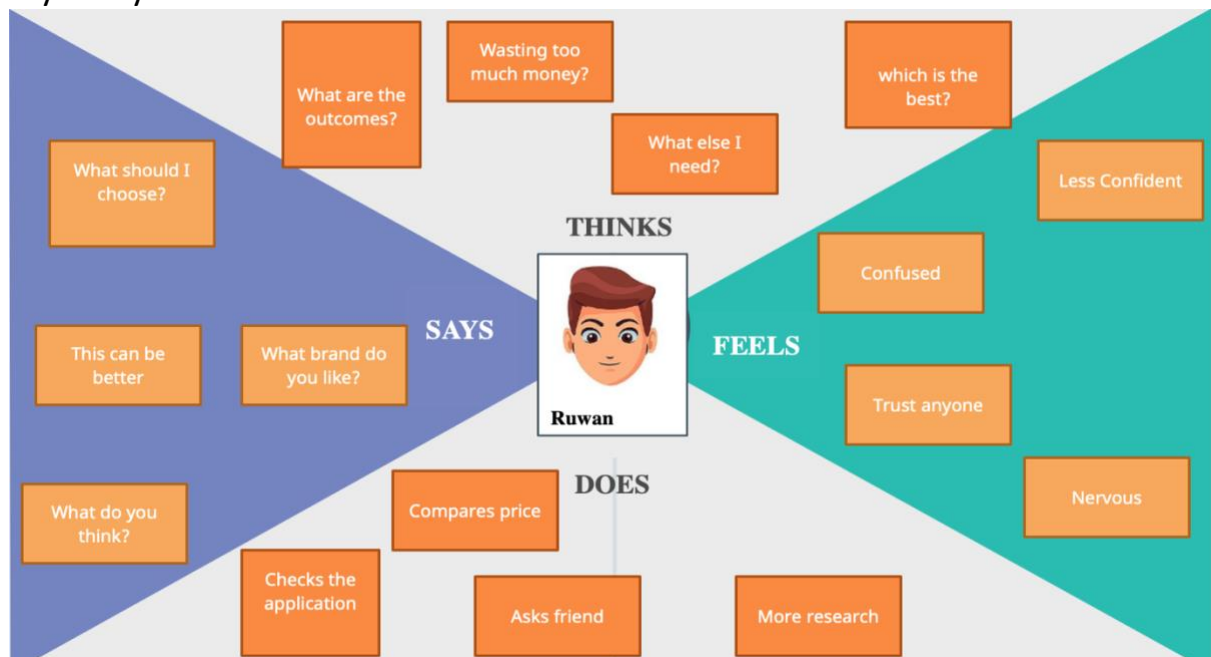 What are the
outcomes?
Wasting too
much money?
What else I
need?
which is the
best?
THINKS
What should I
choose?
This can be
better
What brand do
you like?
What do you
think?
SAYS
Ruwan
FEELS
Less Confident
Confused
Trust anyone
Nervous
DOES
Compares price
Checks the
application
Asks friend
More research